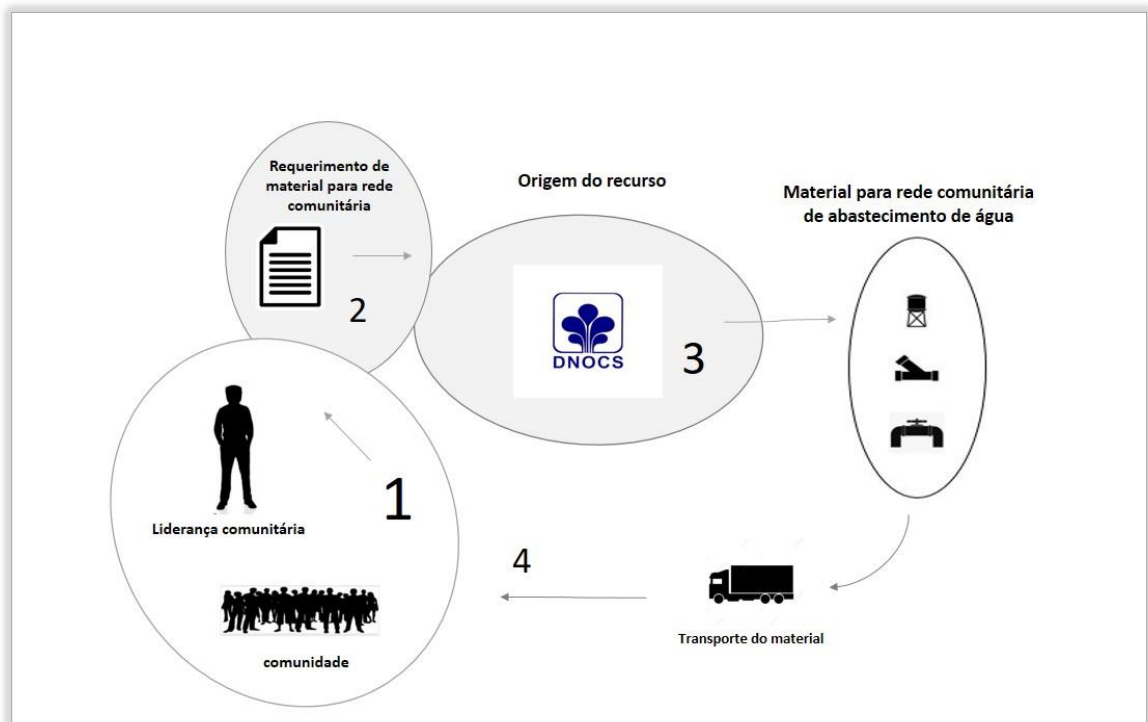 Requerimento de
material para rede
comunitária
2
Origem do recurso
DNOCS
3
Material para rede comunitária
de abastecimento de água
1
Liderança comunitária
comunidade
4
Transporte do material